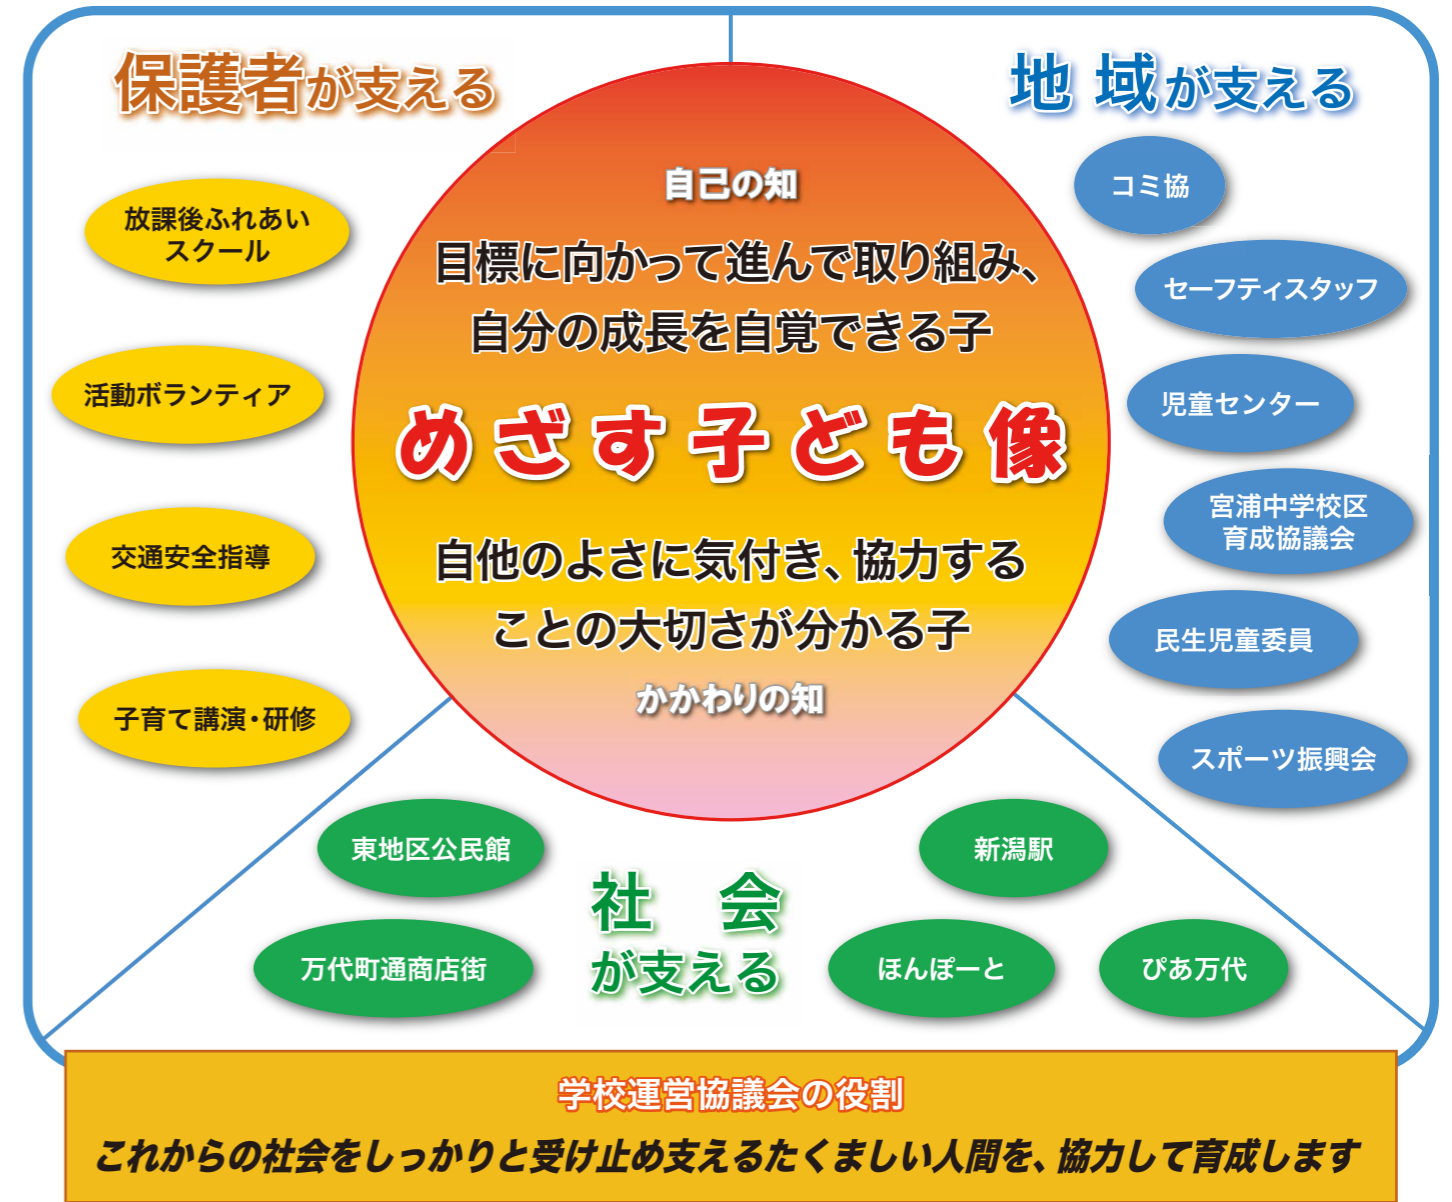 保護者が支える
放課後ふれあい
スクール
活動ボランティア
交通安全指導
子育て講演・研修
自己の知
目標に向かって進んで取り組み、
自分の成長を自覚できる子
めざす子ども像
自他のよさに気付き、協力する
ことの大切さが分かる子
かかわりの知
地域が支える
コミ協
セーフティスタッフ
児童センター
宮浦中学校区
育成協議会
民生児童委員
スポーツ振興会
東地区公民館
万代町通商店街
社会
が支える
新潟駅
ほんぽーと
ぴあ万代
学校運営協議会の役割
これからの社会をしっかりと受け止め支えるたくましい人間を、協力して育成します